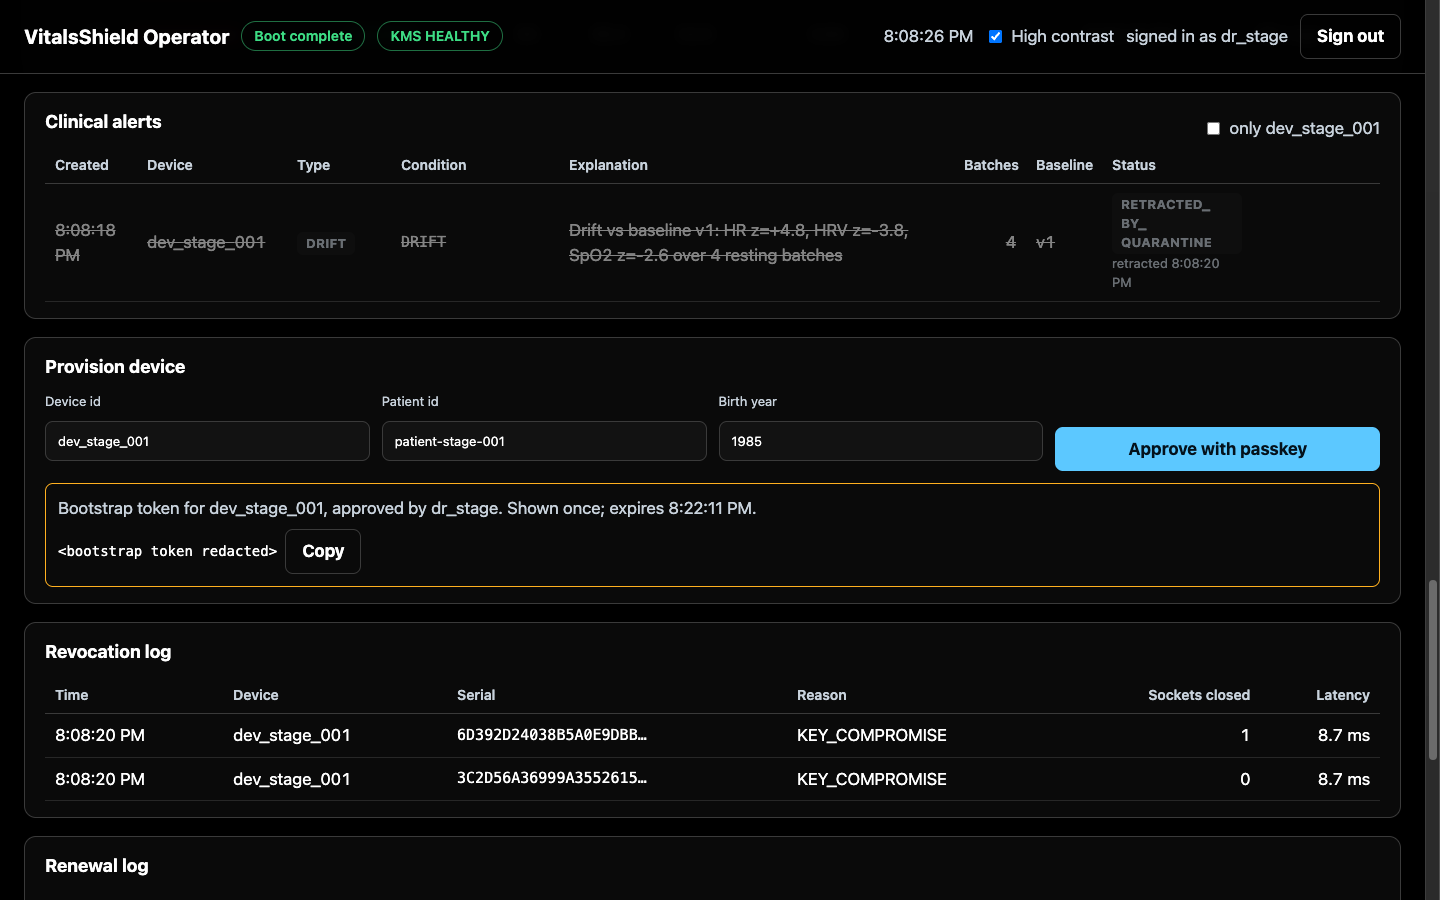 VitalsShield Operator
Boot complete
KMS HEALTHY
8:08:26 PM
High contrast
signed in as dr_stage
Sign out
Clinical alerts
only dev_stage_001
Created Device Type Condition Explanation Batches Baseline Status
8:08:18 PM
dev_stage_001
DRIFT
DRIFT
Drift vs baseline v1: HR z=+4.8, HRV z=-3.8,
SpO2 z=-2.6 over 4 resting batches
4
v1
RETRACTED_
BY_
QUARANTINE
retracted 8:08:20
PM
Provision device
Device id Patient id Birth year
dev_stage_001 patient-stage-001 1985
Approve with passkey
Bootstrap token for dev_stage_001, approved by dr_stage. Shown once; expires 8:22:11 PM.
<bootstrap token redacted> Copy
Revocation log
Time Device Serial Reason Sockets closed Latency
8:08:20 PM dev_stage_001 6D392D24038B5A0E9DBB… KEY_COMPROMISE 1 8.7 ms
8:08:20 PM dev_stage_001 3C2D56A36999A3552615… KEY_COMPROMISE 0 8.7 ms
Renewal log